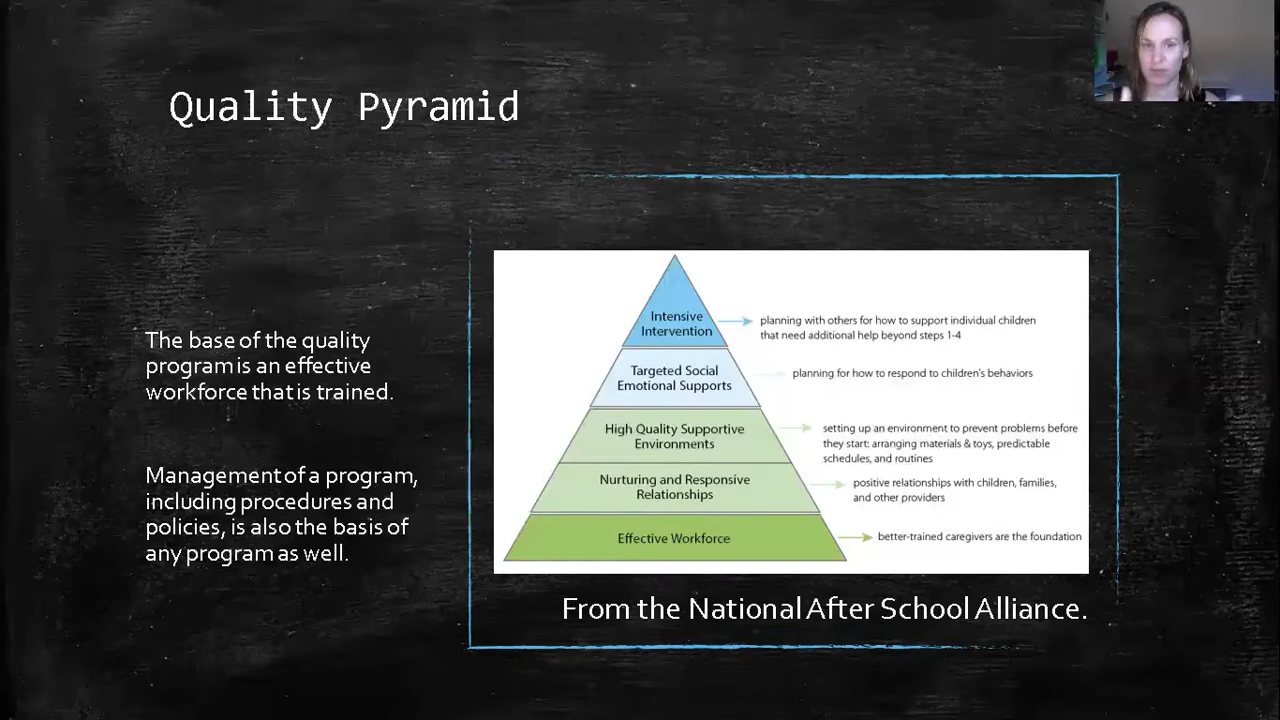 Quality Pyramid
The base of the quality
program is an effective
workforce that is trained.
Management of a program,
including procedures and
policies, is also the basis of
any program as well.
Intensive
Intervention
planning with others for how to support individual children
that need additional help beyond steps 1-4
Targeted Social
Emotional Supports
planning for how to respond to children's behaviors
High Quality Supportive
Environments
setting up an environment to prevent problems before
they start: arranging materials & toys, predictable
schedules, and routines
Nurturing and Responsive
Relationships
positive relationships with children, families,
and other providers
Effective Workforce
better-trained caregivers are the foundation
From the National After School Alliance.